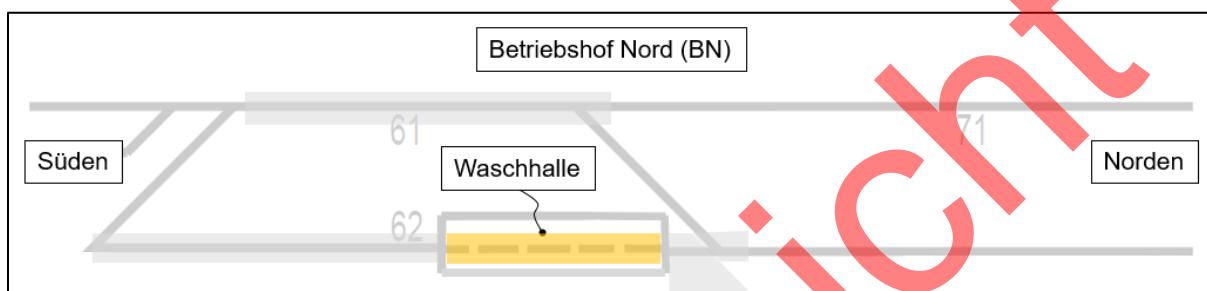 Betriebshof Nord (BN)
61
71
Süden
Waschhalle
Norden
62
icht